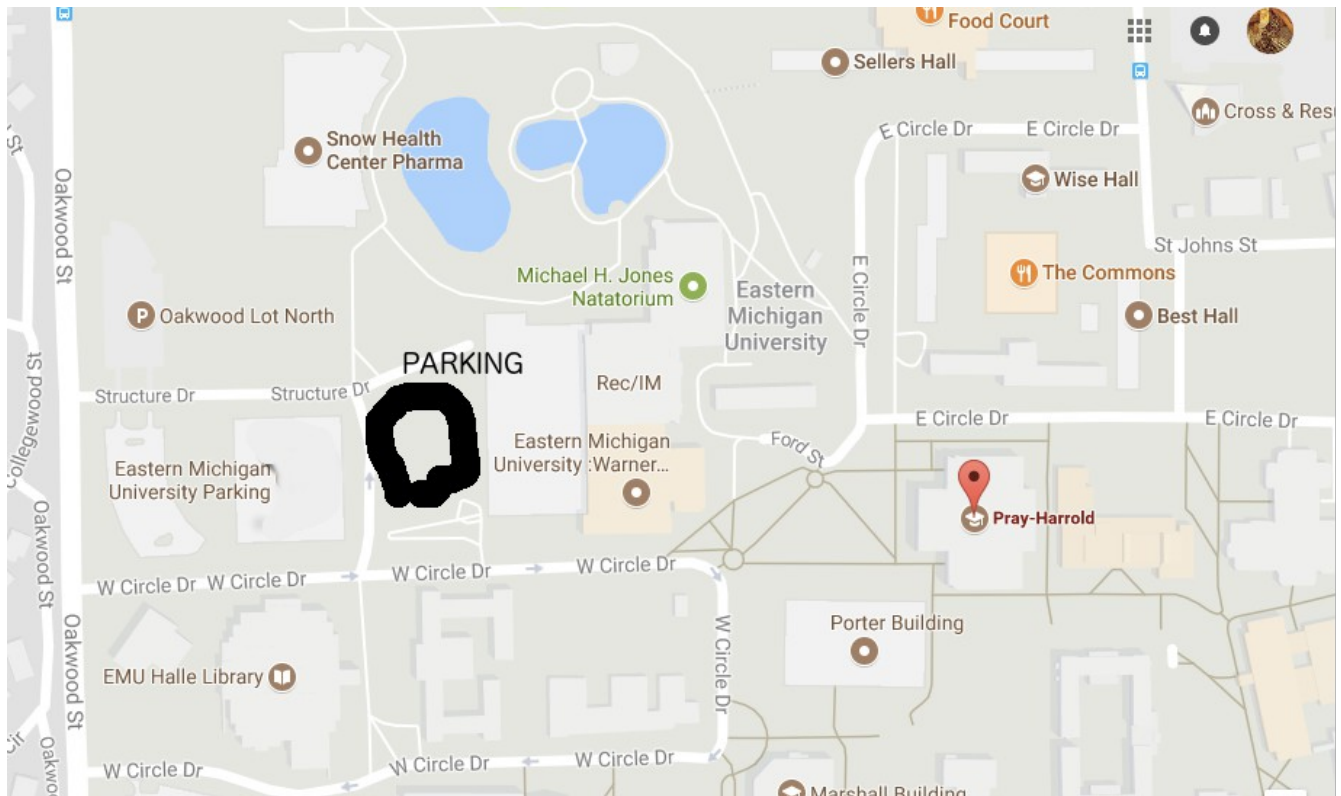 Food Court
Sellers Hall
Cross & Res
E Circle Dr
E Circle Dr
Snow Health
Center Pharma
St
Oakwood St
Wise Hall
St Johns St
Michael H. Jones
Natatorium
The Commons
Eastern
Michigan
University
E Circle Dr
P
Oakwood Lot North
Best Hall
Collegewood St
PARKING
Structure Dr
Structure Dr
Rec/IM
E Circle Dr
E Circle Dr
Ford St
Eastern Michigan
University :Warner...
Eastern Michigan
University Parking
Pray-Harrold
Oakwood St
W Circle Dr
W Circle Dr
W Circle Dr
W Circle Dr
Oakwood St
Porter Building
W Circle Dr
EMU Halle Library
Cir
Oakwo
W Circle Dr
W Circle Dr
W Circle Dr
Marshall Building